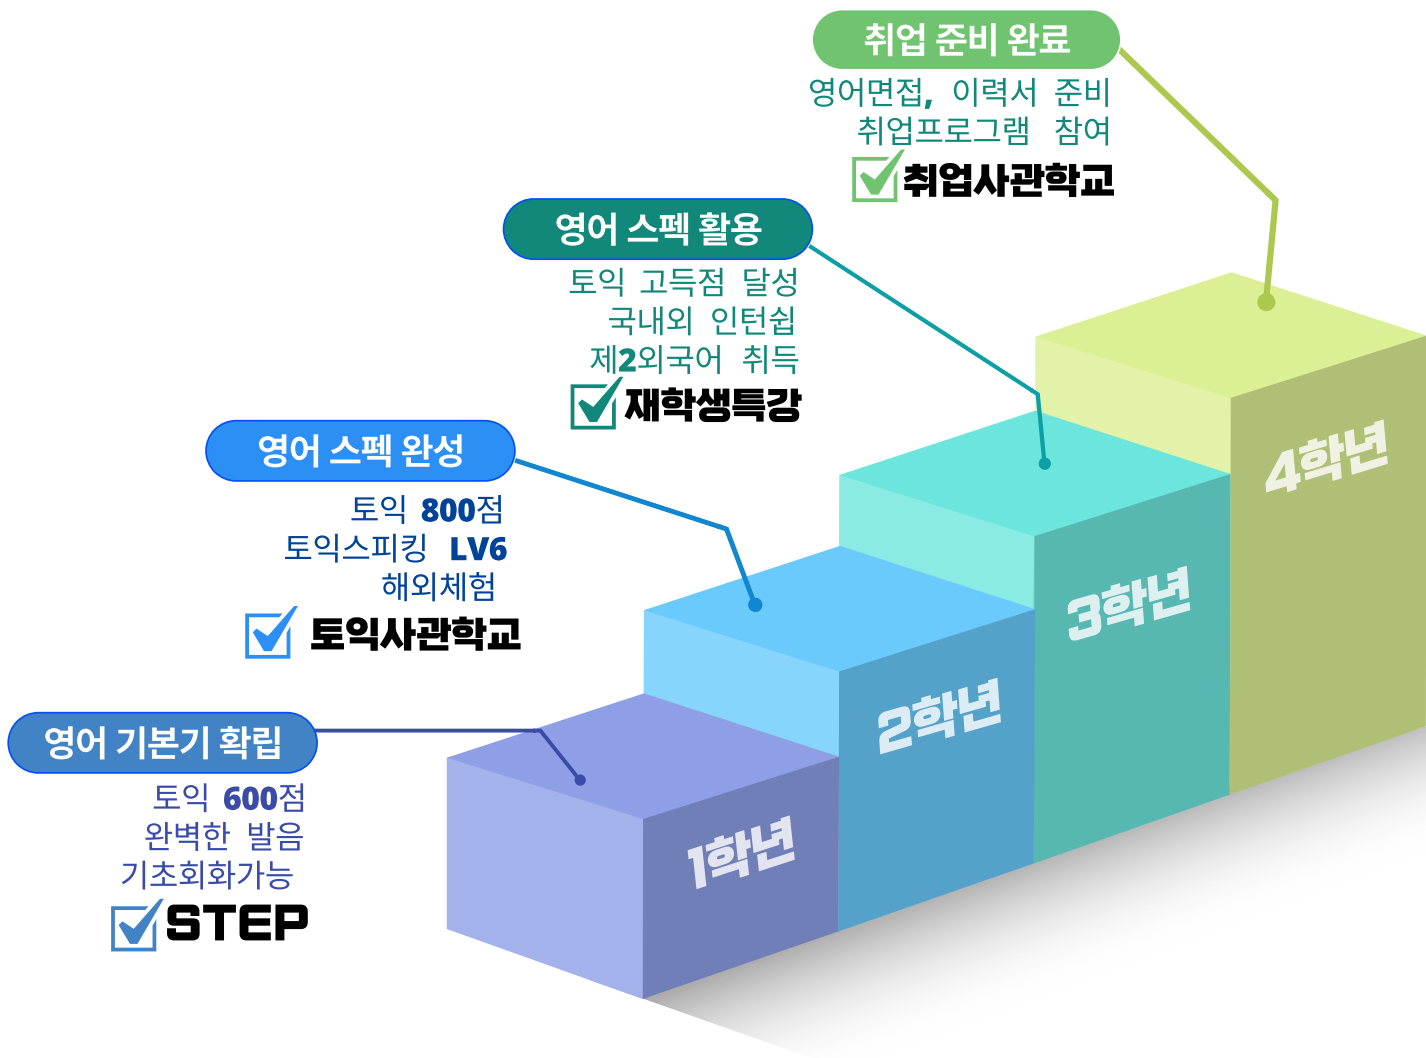 취업 준비 완료
영어면접, 이력서 준비
취업프로그램 참여
취업사관학교
영어 스펙 활용
토익 고득점 달성
국내외 인턴쉽
제2외국어 취득
재학생특강
영어 스펙 완성
토익 800점
토익스피킹 LV6
해외체험
토익사관학교
영어 기본기 확립
토익 600점
완벽한 발음
기초회화가능
STEP
1학년
2학년
3학년
4학년